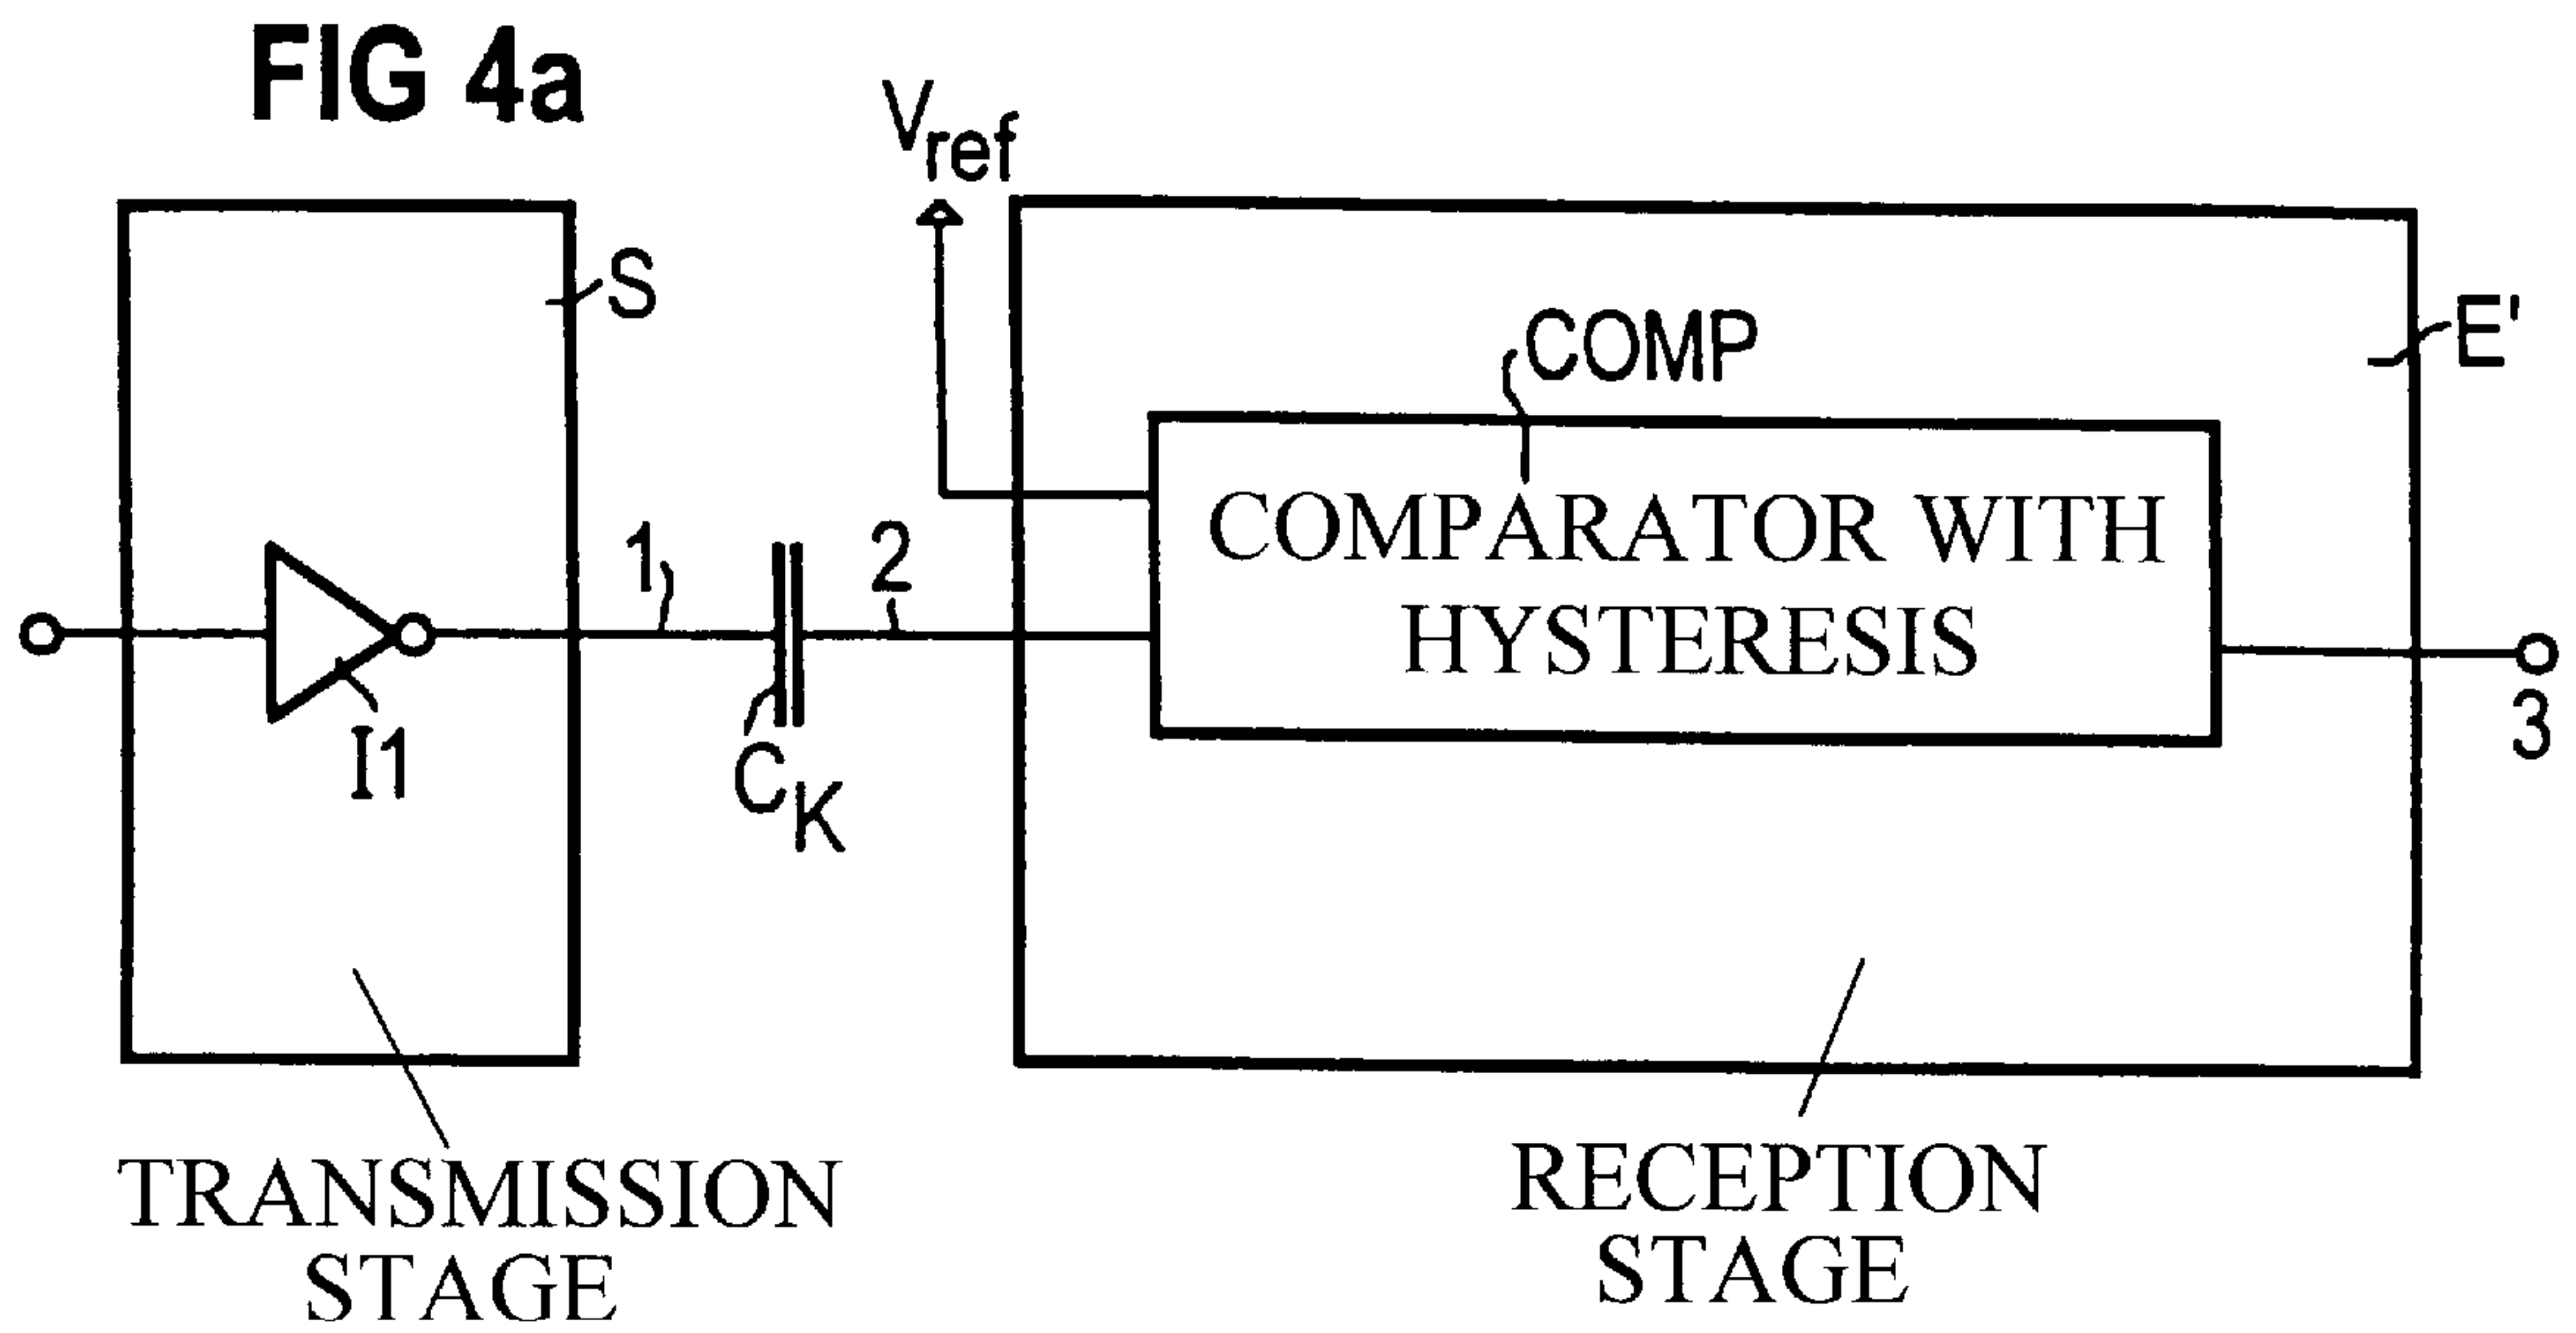 FIG 4a
Vref
S
E'
COMP
COMPARATOR WITH
HYSTERESIS
1
2
I1
CK
3
TRANSMISSION
STAGE
RECEPTION
STAGE